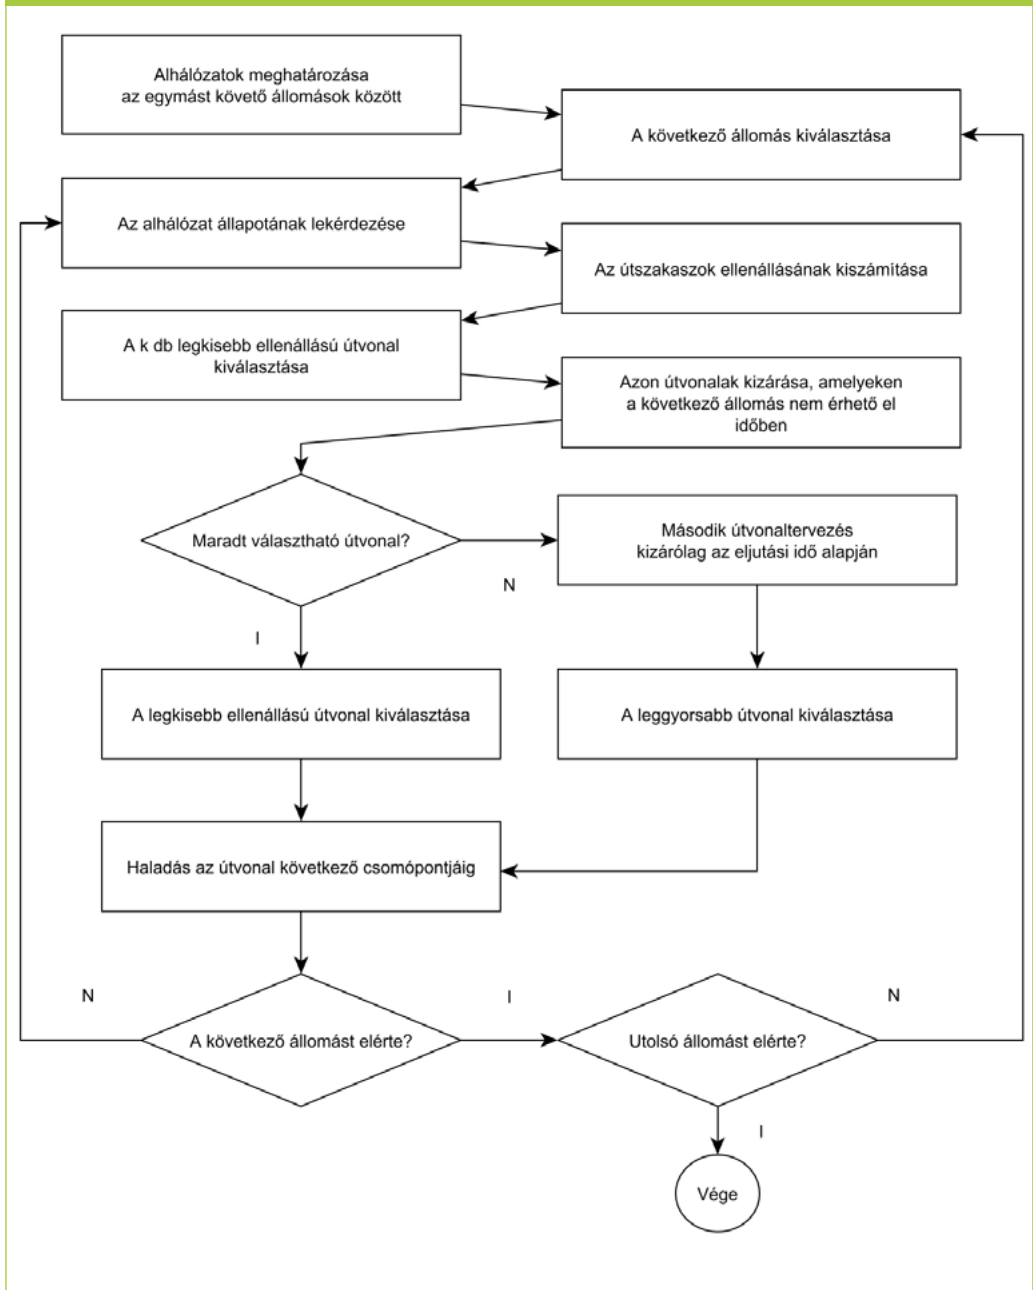 Alhálózatok meghatározása
az egymást követő állomások között
A következő állomás kiválasztása
Az alhálózat állapotának lekérdezése
Az útszakaszok ellenállásának kiszámítása
A k db legkisebb ellenállású útvonal
kiválasztása
Azon útvonalak kizárása, amelyeken
a következő állomás nem érhető el
időben
Maradt választható útvonal?
N
Második útvonaltervezés
kizárólag az eljutási idő alapján
I
A legkisebb ellenállású útvonal kiválasztása
A leggyorsabb útvonal kiválasztása
Haladás az útvonal következő csomópontjáig
N
A következő állomást elérte?
I
Utolsó állomást elérte?
N
I
Vége